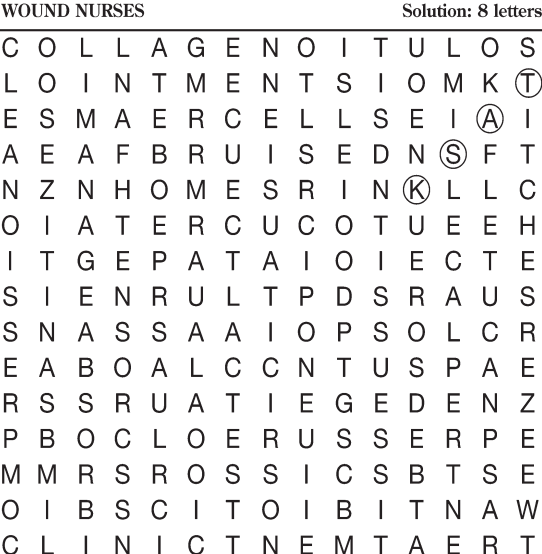 WOUND NURSES Solution: 8 letters
C O L L A G E N O I T U L O S
L O I N T M E N T S I O M K T
E S M A E R C E L L S E I A I
A E A F B R U I S E D N S F T
N Z N H O M E S R I N K L L C
O I A T E R C U C O T U E E H
I T G E P A T A I O I E C T E
S I E N R U L T P D S R A U S
S N A S S A A I O P S O L C R
E A B O A L C C N T U S P A E
R S S R U A T I E G E D E N Z
P B O C L O E R U S S E R P E
M M R S R O S S I C S B T S E
O I B S C I T O I B I T N A W
C L I N I C T N E M T A E R T